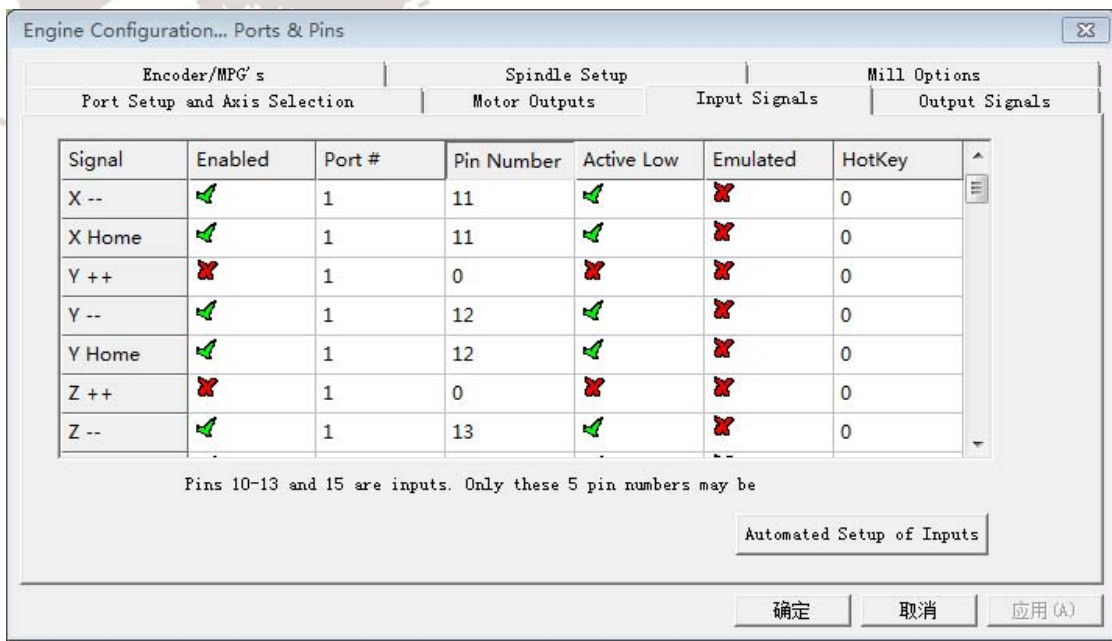 Engine Configuration... Ports & Pins
Encoder/MPG's Spindle Setup Mill Options
Port Setup and Axis Selection Motor Outputs Input Signals Output Signals
Signal Enabled Port # Pin Number Active Low Emulated HotKey
X -- 1 11 0
X Home 1 11 0
Y ++ 1 0 0
Y -- 1 12 0
Y Home 1 12 0
Z ++ 1 0 0
Z -- 1 13 0
Pins 10-13 and 15 are inputs. Only these 5 pin numbers may be
Automated Setup of Inputs
确定 取消 应用(A)